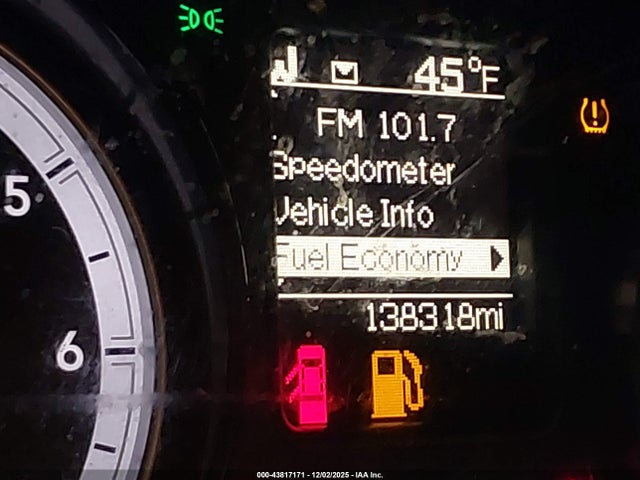 45°F
FM 101.7
Speedometer
Vehicle Info
Fuel Economy
138318mi
5
6
000-43817171 - 12/02/2025 - IAA Inc.